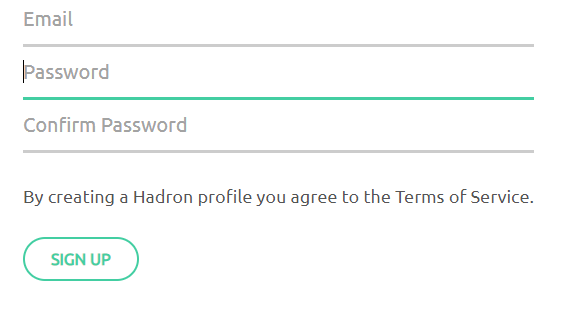 Email
Password
Confirm Password
By creating a Hadron profile you agree to the Terms of Service.
SIGN UP